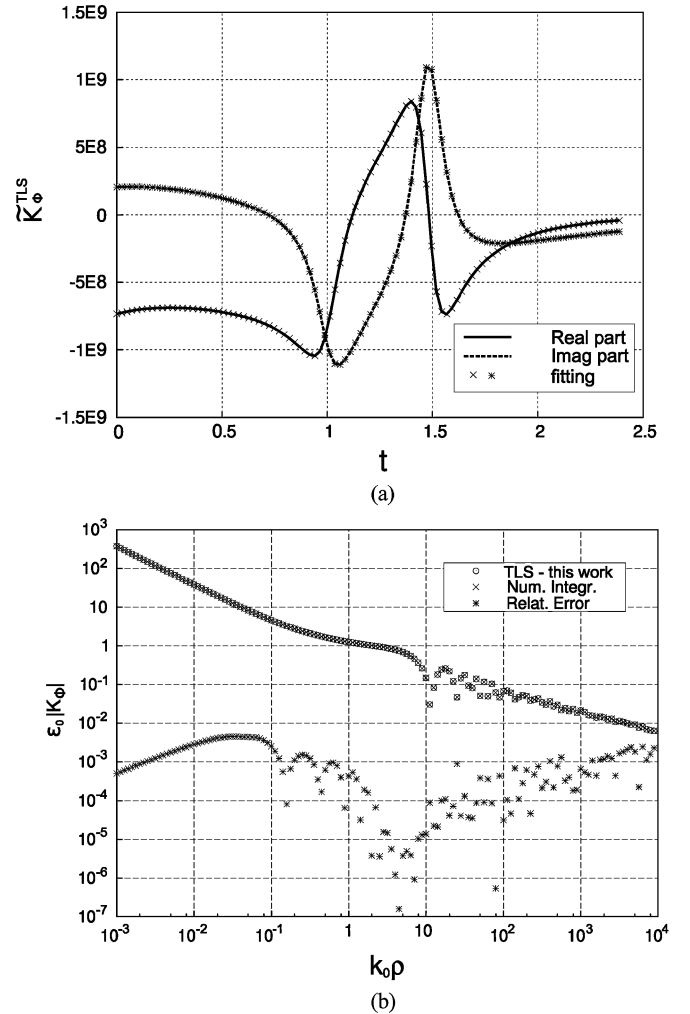 1.5E9
1E9
5E8
0
-5E8
-1E9
-1.5E9
K̃_Φ^TLS
Real part
Imag part
fitting
0 0.5 1 1.5 2 2.5
t
(a)
10^3
10^2
10
1
10^-1
10^-2
10^-3
10^-4
10^-5
10^-6
10^-7
ε₀|K_Φ|
TLS - this work
Num. Integr.
Relat. Error
10^-3 10^-2 10^-1 1 10 10^2 10^3 10^4
k₀ρ
(b)